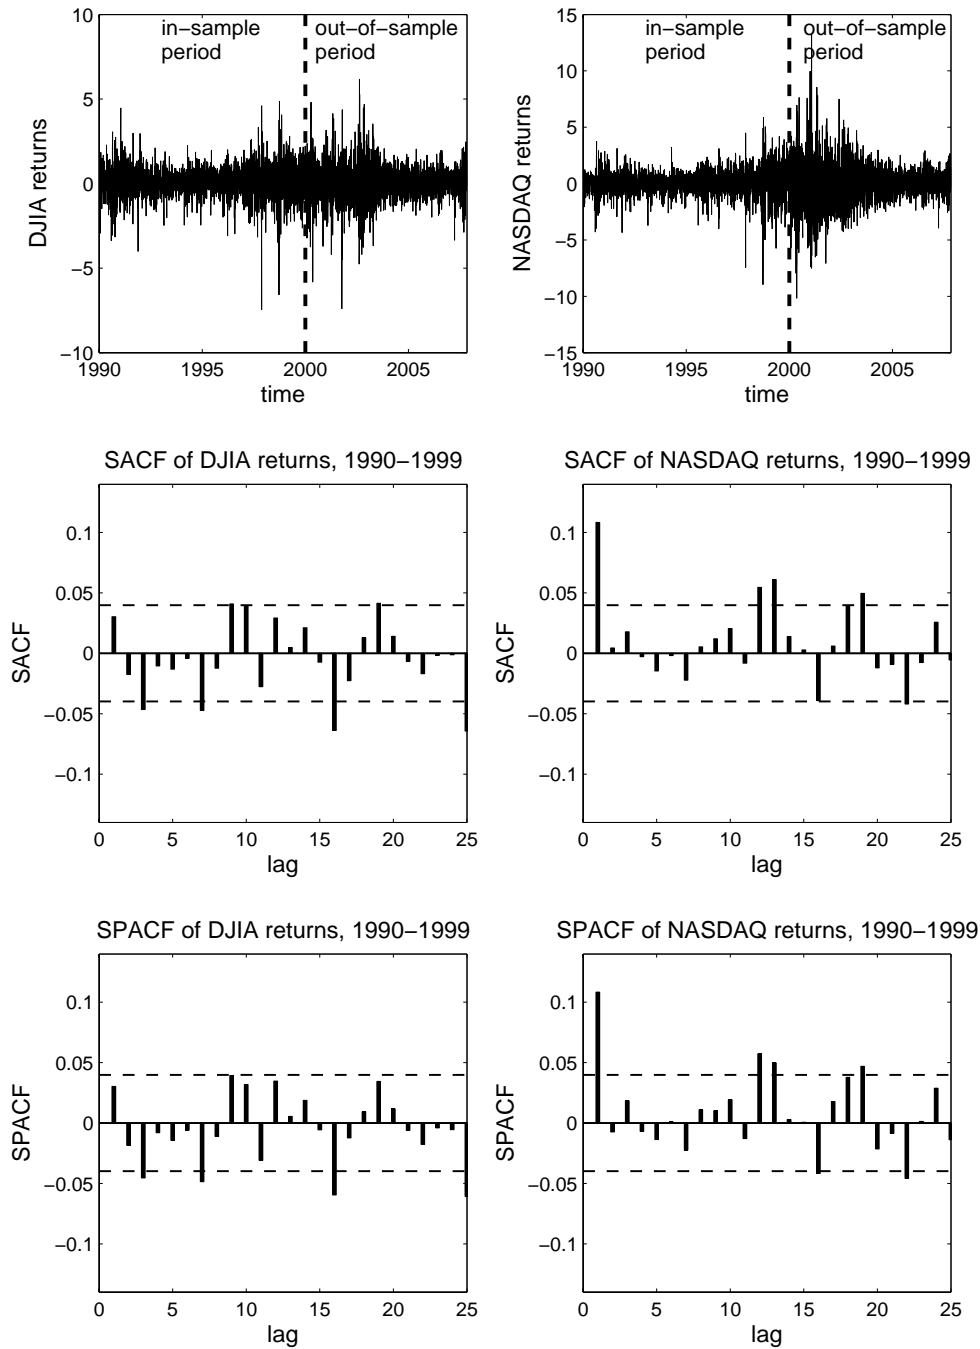 10
5
0
−5
−10
DJIA returns
in−sample
period
out−of−sample
period
1990
1995
2000
2005
time
15
10
5
0
−5
−10
−15
NASDAQ returns
in−sample
period
out−of−sample
period
1990
1995
2000
2005
time
SACF of DJIA returns, 1990−1999
0.1
0.05
0
−0.05
−0.1
SACF
0
5
10
15
20
25
lag
SACF of NASDAQ returns, 1990−1999
0.1
0.05
0
−0.05
−0.1
SACF
0
5
10
15
20
25
lag
SPACF of DJIA returns, 1990−1999
0.1
0.05
0
−0.05
−0.1
SPACF
0
5
10
15
20
25
lag
SPACF of NASDAQ returns, 1990−1999
0.1
0.05
0
−0.05
−0.1
SPACF
0
5
10
15
20
25
lag